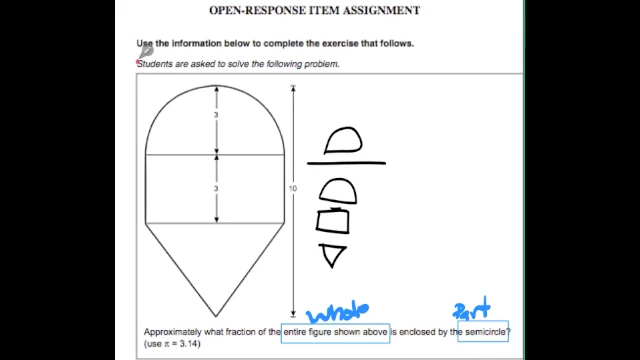 OPEN-RESPONSE ITEM ASSIGNMENT
Use the information below to complete the exercise that follows.
Students are asked to solve the following problem.
3
3
10
Whole
Part
Approximately what fraction of the entire figure shown above is enclosed by the semicircle?
(use π = 3.14)